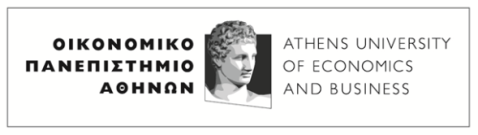 ΟΙΚΟΝΟΜΙΚΟ
ΠΑΝΕΠΙΣΤΗΜΙΟ
ΑΘΗΝΩΝ
ATHENS UNIVERSITY
OF ECONOMICS
AND BUSINESS